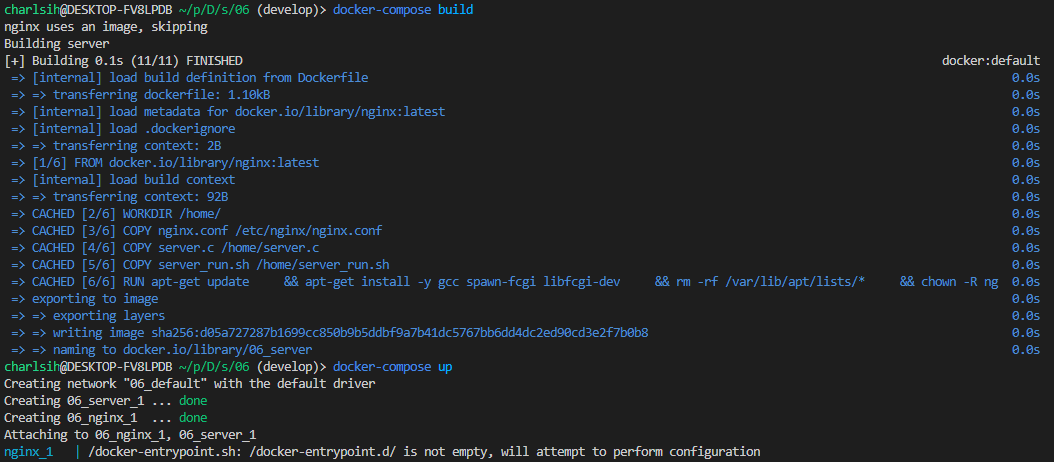 charlsih@DESKTOP-FV8LPDB ~/p/D/s/06 (develop)> docker-compose build
nginx uses an image, skipping
Building server
[+] Building 0.1s (11/11) FINISHED docker:default
=> [internal] load build definition from Dockerfile 0.0s
=> => transferring dockerfile: 1.10kB 0.0s
=> [internal] load metadata for docker.io/library/nginx:latest 0.0s
=> [internal] load .dockerignore 0.0s
=> => transferring context: 2B 0.0s
=> [1/6] FROM docker.io/library/nginx:latest 0.0s
=> [internal] load build context 0.0s
=> => transferring context: 92B 0.0s
=> CACHED [2/6] WORKDIR /home/ 0.0s
=> CACHED [3/6] COPY nginx.conf /etc/nginx/nginx.conf 0.0s
=> CACHED [4/6] COPY server.c /home/server.c 0.0s
=> CACHED [5/6] COPY server_run.sh /home/server_run.sh 0.0s
=> CACHED [6/6] RUN apt-get update && apt-get install -y gcc spawn-fcgi libfcgi-dev && rm -rf /var/lib/apt/lists/* && chown -R ng 0.0s
=> exporting to image 0.0s
=> => exporting layers 0.0s
=> => writing image sha256:d05a727287b1699cc850b9b5ddbf9a7b41dc5767bb6dd4dc2ed90cd3e2f7b0b8 0.0s
=> => naming to docker.io/library/06_server 0.0s
charlsih@DESKTOP-FV8LPDB ~/p/D/s/06 (develop)> docker-compose up
Creating network "06_default" with the default driver
Creating 06_server_1 ... done
Creating 06_nginx_1 ... done
Attaching to 06_nginx_1, 06_server_1
nginx_1 | /docker-entrypoint.sh: /docker-entrypoint.d/ is not empty, will attempt to perform configuration